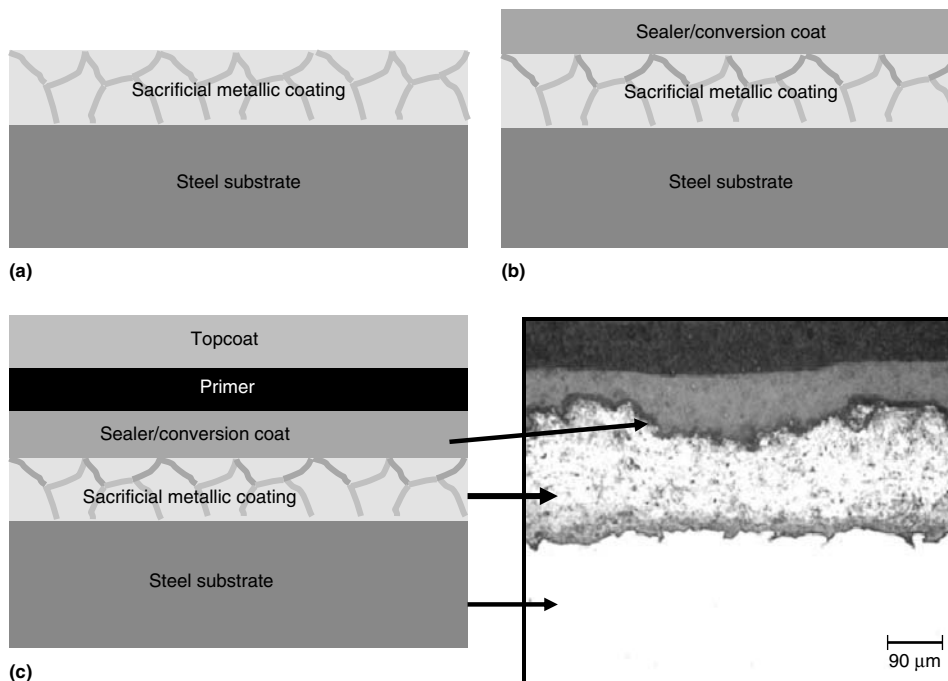 Sacrificial metallic coating
Steel substrate
(a)
Sealer/conversion coat
Sacrificial metallic coating
Steel substrate
(b)
Topcoat
Primer
Sealer/conversion coat
Sacrificial metallic coating
Steel substrate
(c)
90 μm